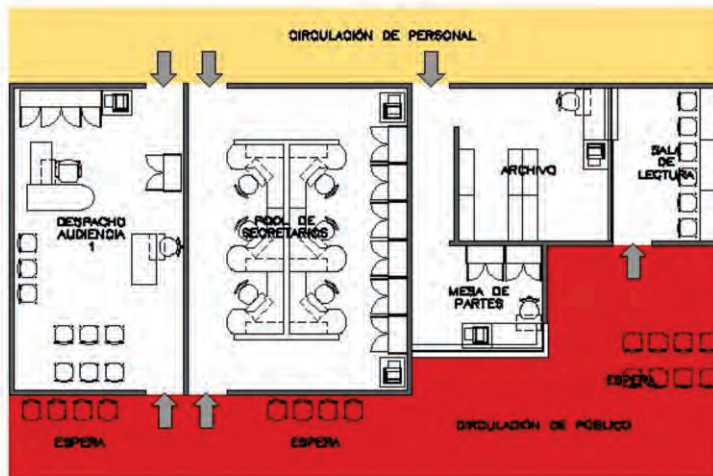 CIRCULACIÓN DE PERSONAL
DESPACHO
AUDIENCIA
1
POOL DE
SECRETARIOS
ARCHIVO
SALA
DE
LECTURA
MESA DE
PARTES
ESPERA
ESPERA
ESPERA
CIRCULACIÓN DE PÚBLICO